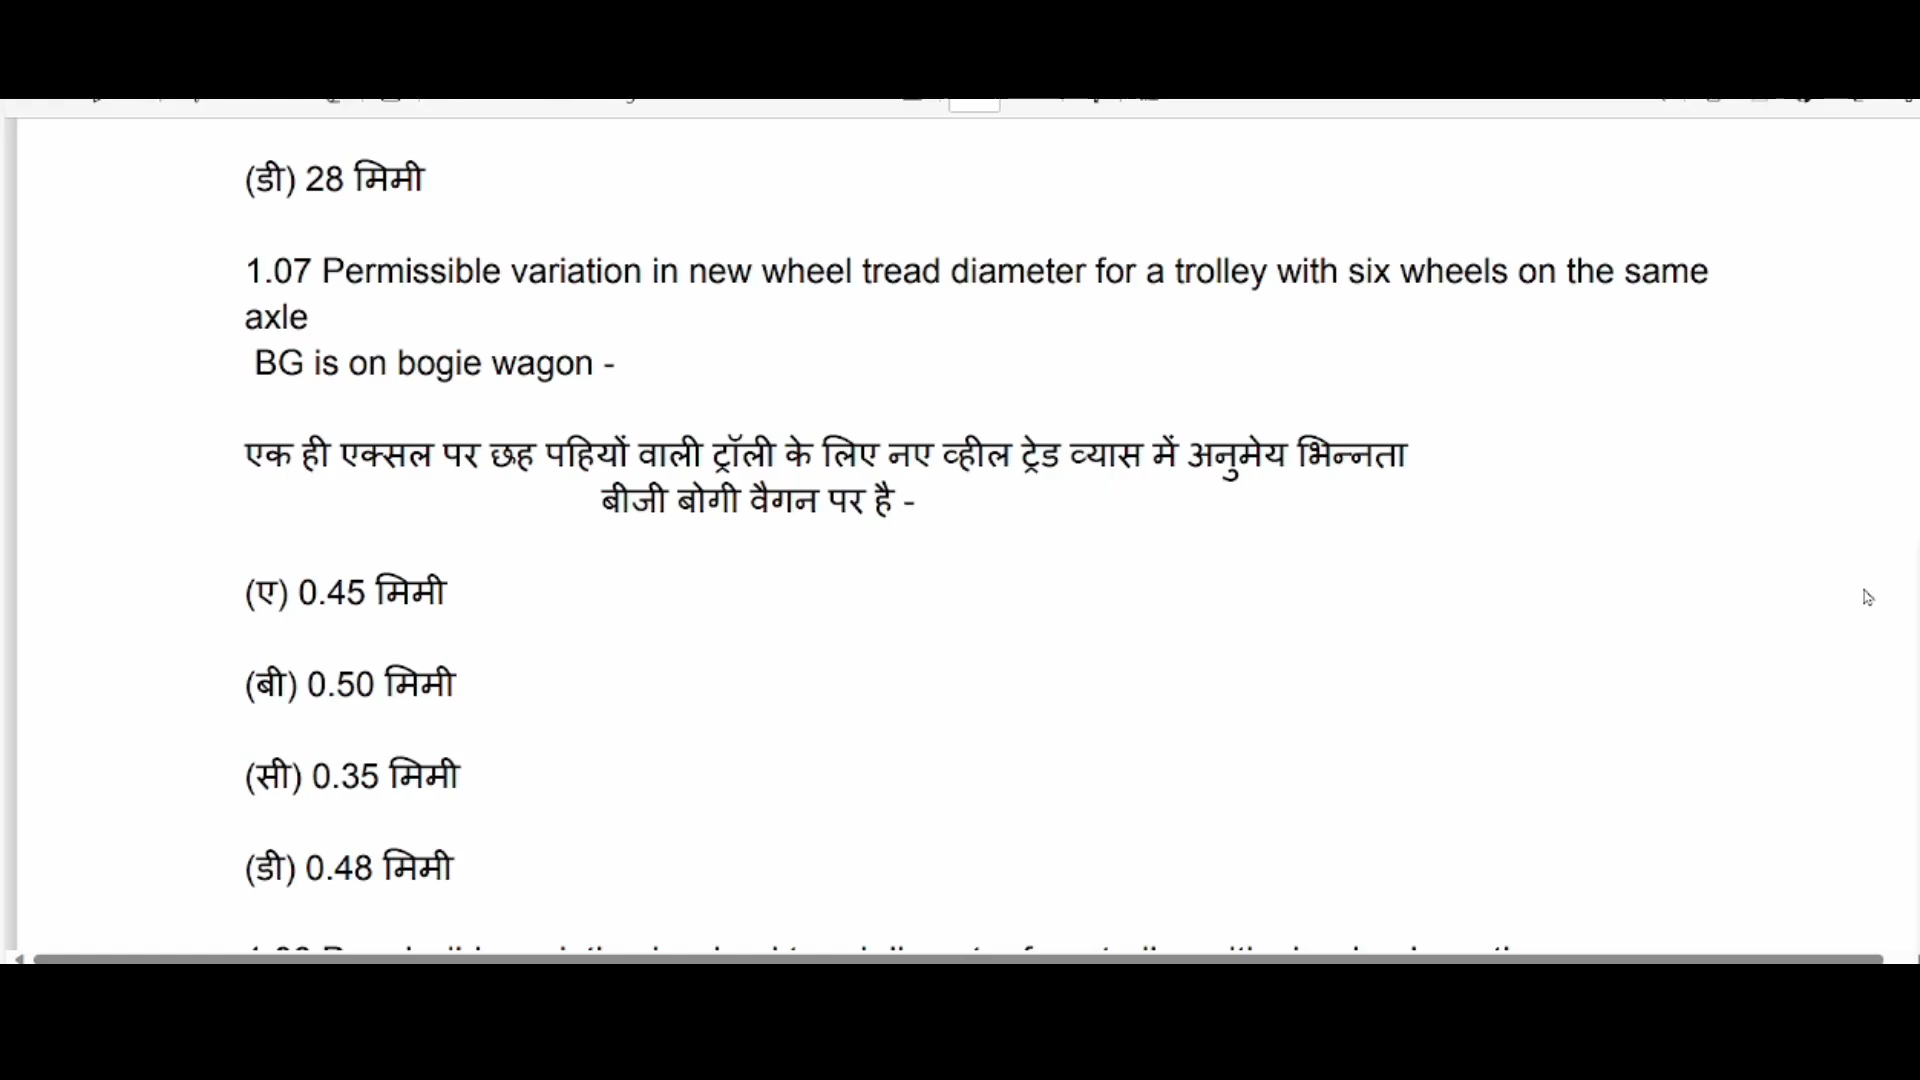 (डी) 28 मिमी
1.07 Permissible variation in new wheel tread diameter for a trolley with six wheels on the same
axle
BG is on bogie wagon -
एक ही एक्सल पर छह पहियों वाली ट्रॉली के लिए नए व्हील ट्रेड व्यास में अनुमेय भिन्नता
बीजी बोगी वैगन पर है -
(ए) 0.45 मिमी
(बी) 0.50 मिमी
(सी) 0.35 मिमी
(डी) 0.48 मिमी